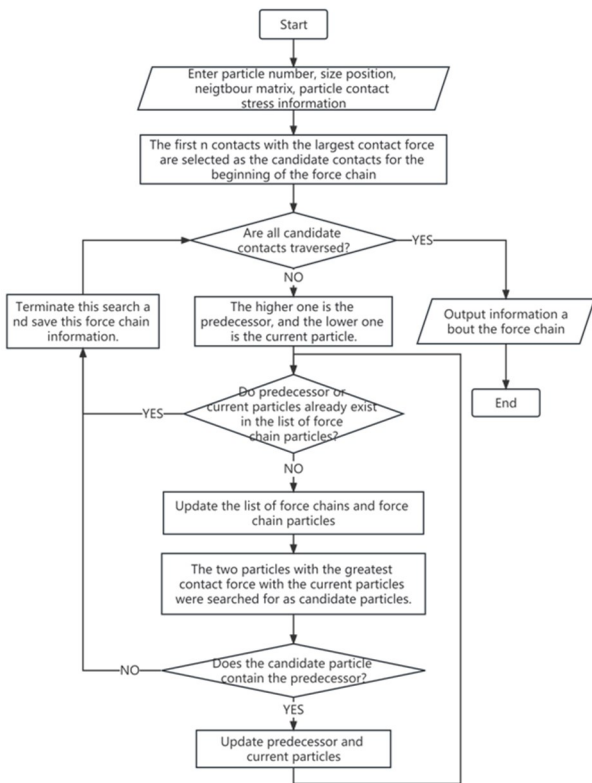 Start
Enter particle number, size position,
neigtbour matrix, particle contact
stress information
The first n contacts with the largest contact force
are selected as the candidate contacts for the
beginning of the force chain
Are all candidate
contacts traversed?
YES
NO
Terminate this search a
nd save this force chain
information.
The higher one is the
predecessor, and the lower one
is the current particle.
Output information a
bout the force chain
End
Do predecessor or
current particles already exist
in the list of force
chain particles?
YES
NO
Update the list of force chains and force
chain particles
The two particles with the greatest
contact force with the current particles
were searched for as candidate particles.
Does the candidate particle
contain the predecessor?
NO
YES
Update predecessor and
current particles